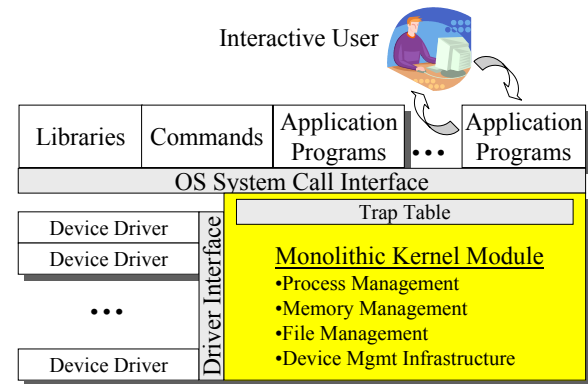 Interactive User
Libraries
Commands
Application
Programs
•••
Application
Programs
OS System Call Interface
Device Driver
Device Driver
•••
Device Driver
Driver Interface
Trap Table
Monolithic Kernel Module
•Process Management
•Memory Management
•File Management
•Device Mgmt Infrastructure